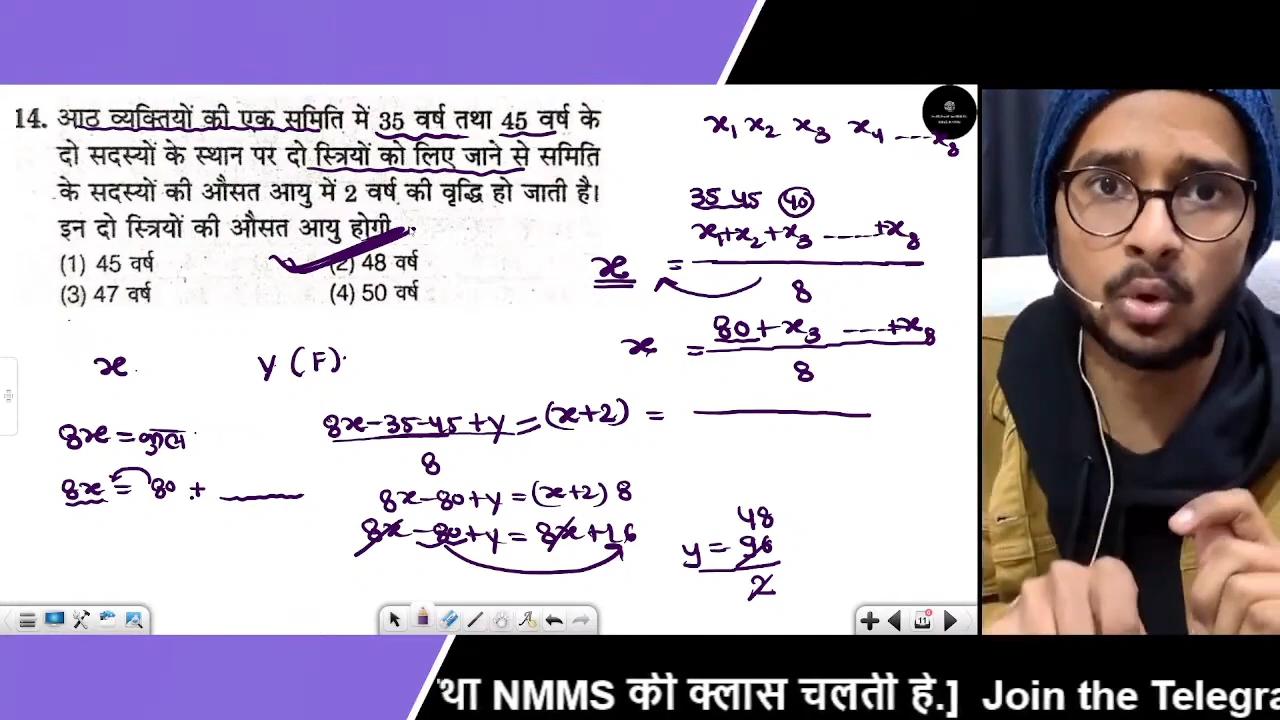 14. आठ व्यक्तियों की एक समिति में 35 वर्ष तथा 45 वर्ष के
दो सदस्यों के स्थान पर दो स्त्रियों को लिए जाने से समिति
के सदस्यों की औसत आयु में 2 वर्ष की वृद्धि हो जाती है।
इन दो स्त्रियों की औसत आयु होगी
(1) 45 वर्ष (2) 48 वर्ष
(3) 47 वर्ष (4) 50 वर्ष
x₁ x₂ x₃ x₄ ---- x₈
35 45 40
x₁+x₂+x₃ ------+x₈
x =
8
80+x₃ ----+x₈
x =
8
x y (F)
8x = कुल
8x = 80 +
8x-35-45+y = (x+2) =
8
8x-80+y = (x+2) 8
8x-80+y = 8x+16
48
y = 96
2
11
था NMMS की क्लास चलती हे.] Join the Telegra